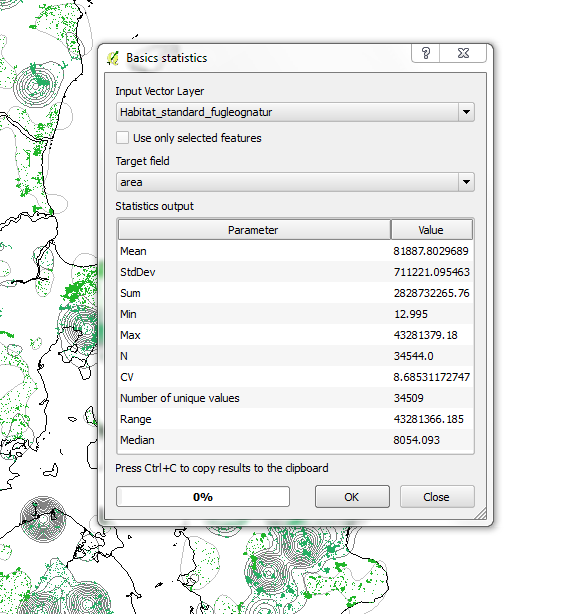 Basics statistics
?
Input Vector Layer
Habitat_standard_fugleognatur
Use only selected features
Target field
area
Statistics output
Parameter Value
Mean 81887.8029689
StdDev 711221.095463
Sum 2828732265.76
Min 12.995
Max 43281379.18
N 34544.0
CV 8.68531172747
Number of unique values 34509
Range 43281366.185
Median 8054.093
Press Ctrl+C to copy results to the clipboard
0% OK Close